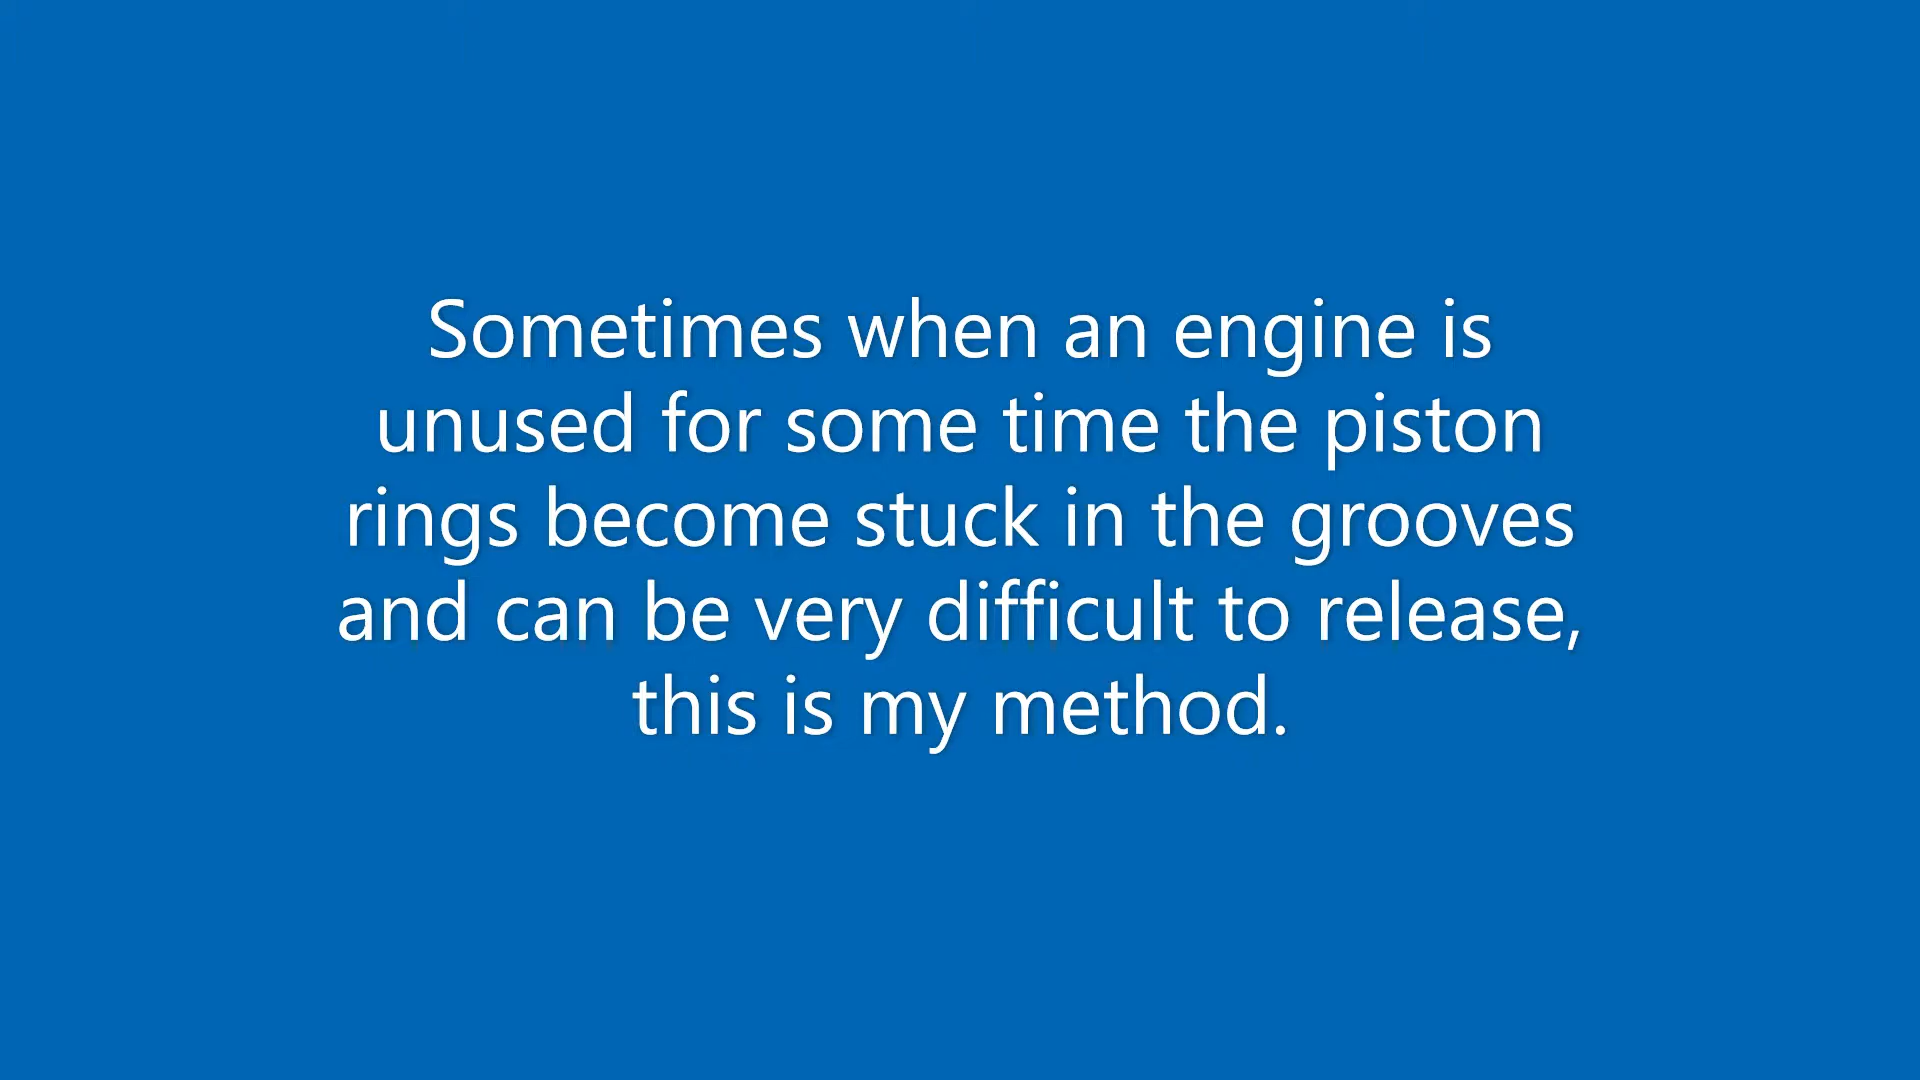 Sometimes when an engine is
unused for some time the piston
rings become stuck in the grooves
and can be very difficult to release,
this is my method.